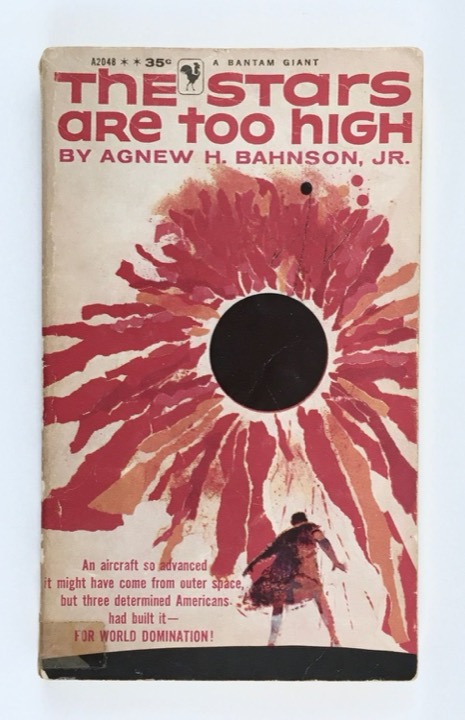 A2048 ** 35¢ A BANTAM GIANT
THE STARS
ARE TOO HIGH
BY AGNEW H. BAHNSON, JR.
An aircraft so advanced
it might have come from outer space,
but three determined Americans
had built it—
FOR WORLD DOMINATION!